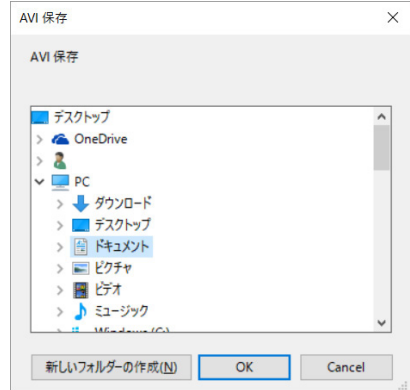 AVI 保存
AVI 保存
デスクトップ
OneDrive
PC
ダウンロード
デスクトップ
ドキュメント
ピクチャ
ビデオ
ミュージック
Windows (C:)
新しいフォルダーの作成(N)
OK
Cancel